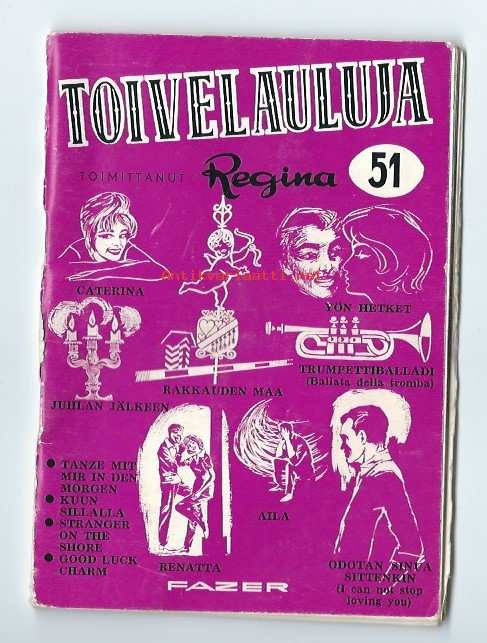 TOIVELAULUJA
TOIMITTANUT Regina 51
Antikvariaatti.Net
CATERINA
YÖN HETKET
TRUMPETTIBALLADI
(Ballata della tromba)
RAKKAUDEN MAA
JUHLAN JÄLKEEN
• TANZE MIT
MIR IN DEN
MORGEN
• KUUN
SILLALLA
• STRANGER
ON THE
SHORE
• GOOD LUCK
CHARM
RENATTA
AILA
ODOTAN SINUA
SITTENKIN
(I can not stop
loving you)
FAZER